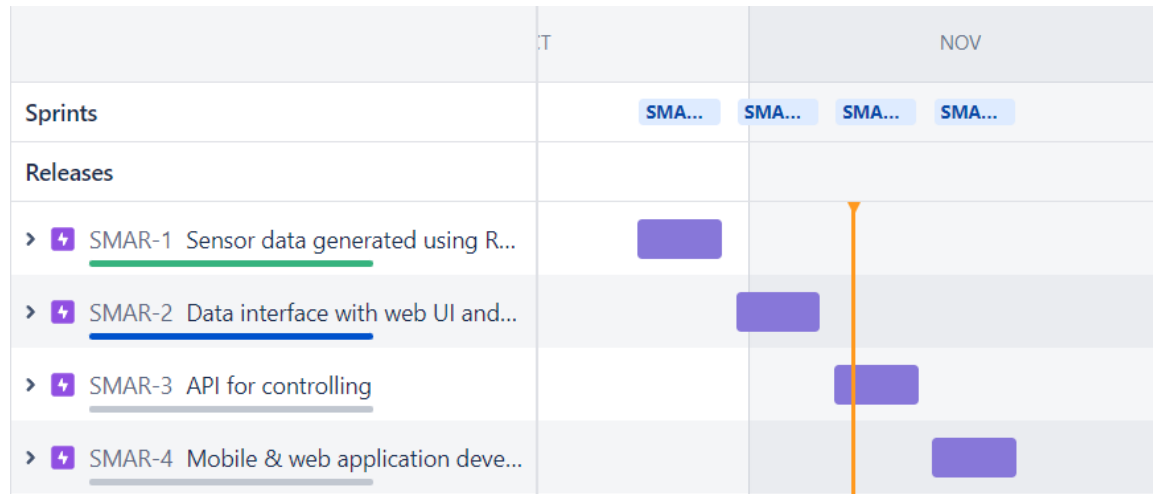 CT NOV
Sprints SMA... SMA... SMA... SMA...
Releases
SMAR-1 Sensor data generated using R...
SMAR-2 Data interface with web UI and...
SMAR-3 API for controlling
SMAR-4 Mobile & web application deve...